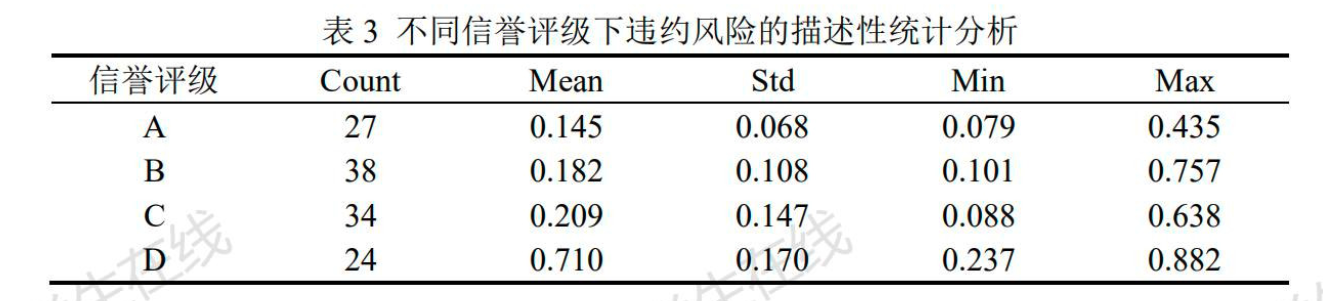 表 3 不同信誉评级下违约风险的描述性统计分析
信誉评级 Count Mean Std Min Max
A 27 0.145 0.068 0.079 0.435
B 38 0.182 0.108 0.101 0.757
C 34 0.209 0.147 0.088 0.638
D 24 0.710 0.170 0.237 0.882